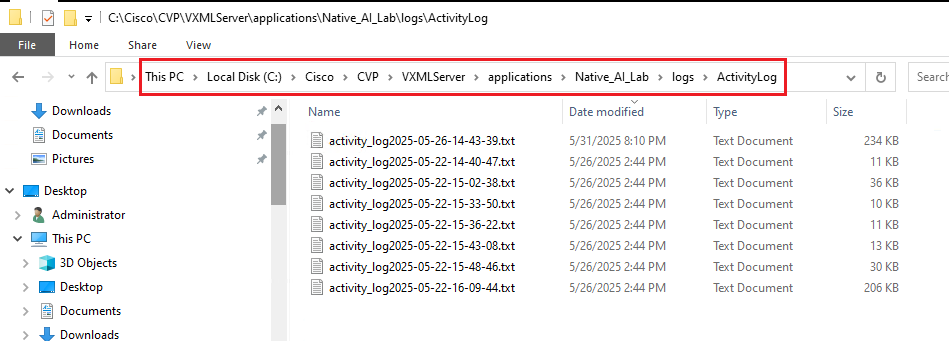 C:\Cisco\CVP\VXMLServer\applications\Native_AI_Lab\logs\ActivityLog
File Home Share View
This PC > Local Disk (C:) > Cisco > CVP > VXMLServer > applications > Native_AI_Lab > logs > ActivityLog
Search
Downloads
Documents
Pictures
Desktop
Administrator
This PC
3D Objects
Desktop
Documents
Downloads
Name Date modified Type Size
activity_log2025-05-26-14-43-39.txt 5/31/2025 8:10 PM Text Document 234 KB
activity_log2025-05-22-14-40-47.txt 5/26/2025 2:44 PM Text Document 11 KB
activity_log2025-05-22-15-02-38.txt 5/26/2025 2:44 PM Text Document 36 KB
activity_log2025-05-22-15-33-50.txt 5/26/2025 2:44 PM Text Document 10 KB
activity_log2025-05-22-15-36-22.txt 5/26/2025 2:44 PM Text Document 11 KB
activity_log2025-05-22-15-43-08.txt 5/26/2025 2:44 PM Text Document 13 KB
activity_log2025-05-22-15-48-46.txt 5/26/2025 2:44 PM Text Document 30 KB
activity_log2025-05-22-16-09-44.txt 5/26/2025 2:44 PM Text Document 206 KB